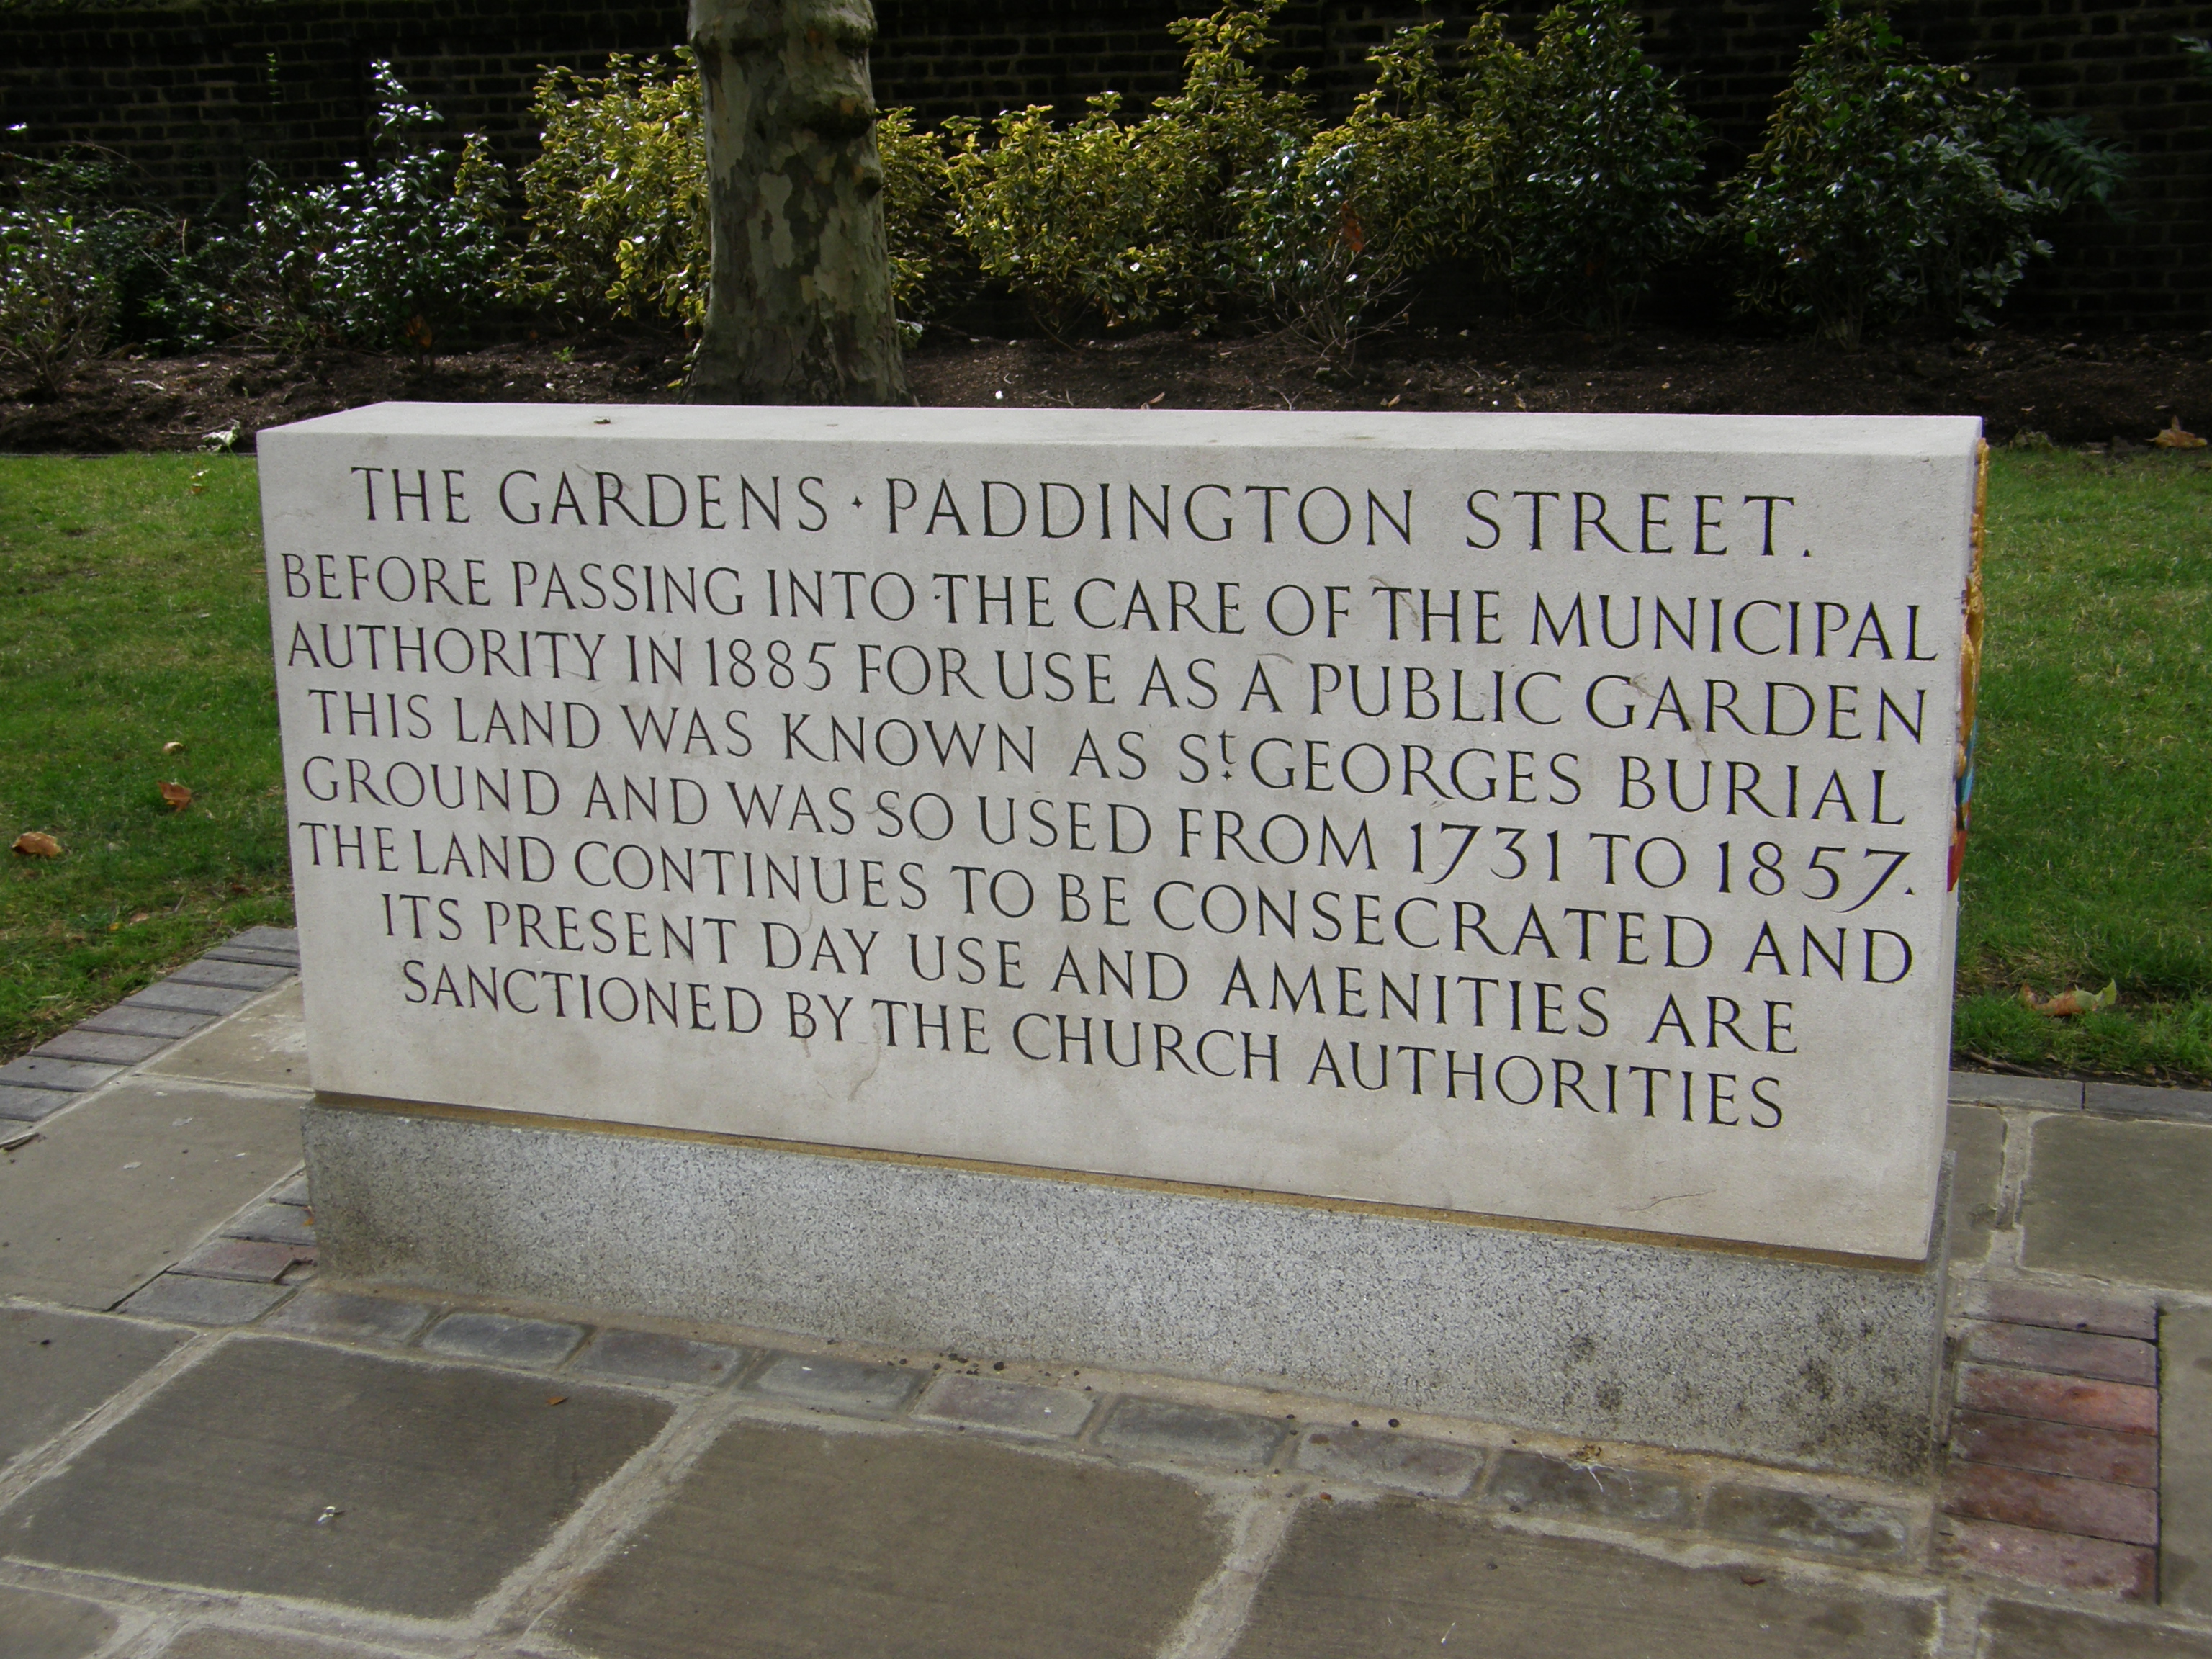 THE GARDENS · PADDINGTON STREET.
BEFORE PASSING INTO THE CARE OF THE MUNICIPAL
AUTHORITY IN 1885 FOR USE AS A PUBLIC GARDEN
THIS LAND WAS KNOWN AS St. GEORGES BURIAL
GROUND AND WAS SO USED FROM 1731 TO 1857.
THE LAND CONTINUES TO BE CONSECRATED AND
ITS PRESENT DAY USE AND AMENITIES ARE
SANCTIONED BY THE CHURCH AUTHORITIES